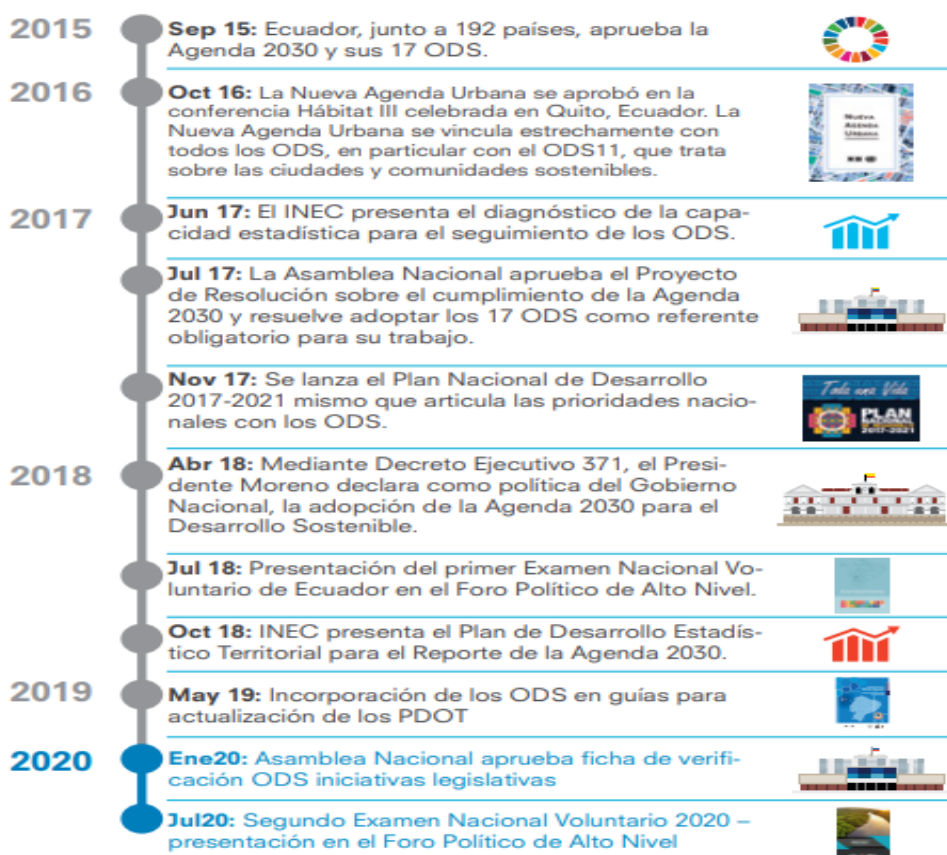 2015
Sep 15: Ecuador, junto a 192 países, aprueba la
Agenda 2030 y sus 17 ODS.
2016
Oct 16: La Nueva Agenda Urbana se aprobó en la
conferencia Hábitat III celebrada en Quito, Ecuador. La
Nueva Agenda Urbana se vincula estrechamente con
todos los ODS, en particular con el ODS11, que trata
sobre las ciudades y comunidades sostenibles.
NUEVA
AGENDA
URBANA
2017
Jun 17: El INEC presenta el diagnóstico de la capa-
cidad estadística para el seguimiento de los ODS.
Jul 17: La Asamblea Nacional aprueba el Proyecto
de Resolución sobre el cumplimiento de la Agenda
2030 y resuelve adoptar los 17 ODS como referente
obligatorio para su trabajo.
Nov 17: Se lanza el Plan Nacional de Desarrollo
2017-2021 mismo que articula las prioridades nacio-
nales con los ODS.
Toda una Vida
PLAN
NACIONAL
2017-2021
2018
Abr 18: Mediante Decreto Ejecutivo 371, el Presi-
dente Moreno declara como política del Gobierno
Nacional, la adopción de la Agenda 2030 para el
Desarrollo Sostenible.
Jul 18: Presentación del primer Examen Nacional Vo-
luntario de Ecuador en el Foro Político de Alto Nivel.
Oct 18: INEC presenta el Plan de Desarrollo Estadís-
tico Territorial para el Reporte de la Agenda 2030.
2019
May 19: Incorporación de los ODS en guías para
actualización de los PDOT
2020
Ene20: Asamblea Nacional aprueba ficha de verifi-
cación ODS iniciativas legislativas
Jul20: Segundo Examen Nacional Voluntario 2020 –
presentación en el Foro Político de Alto Nivel